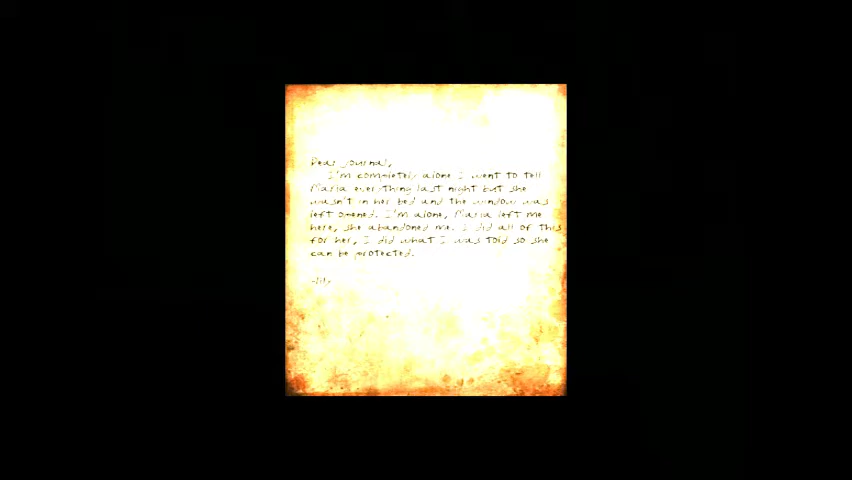 Dear journal,
I'm completely alone I went to tell
Maria everything last night but she
wasn't in her bed and the window was
left opened. I'm alone, Maria left me
here, she abandoned me. I did all of this
for her, I did what I was told so she
can be protected.
-lily